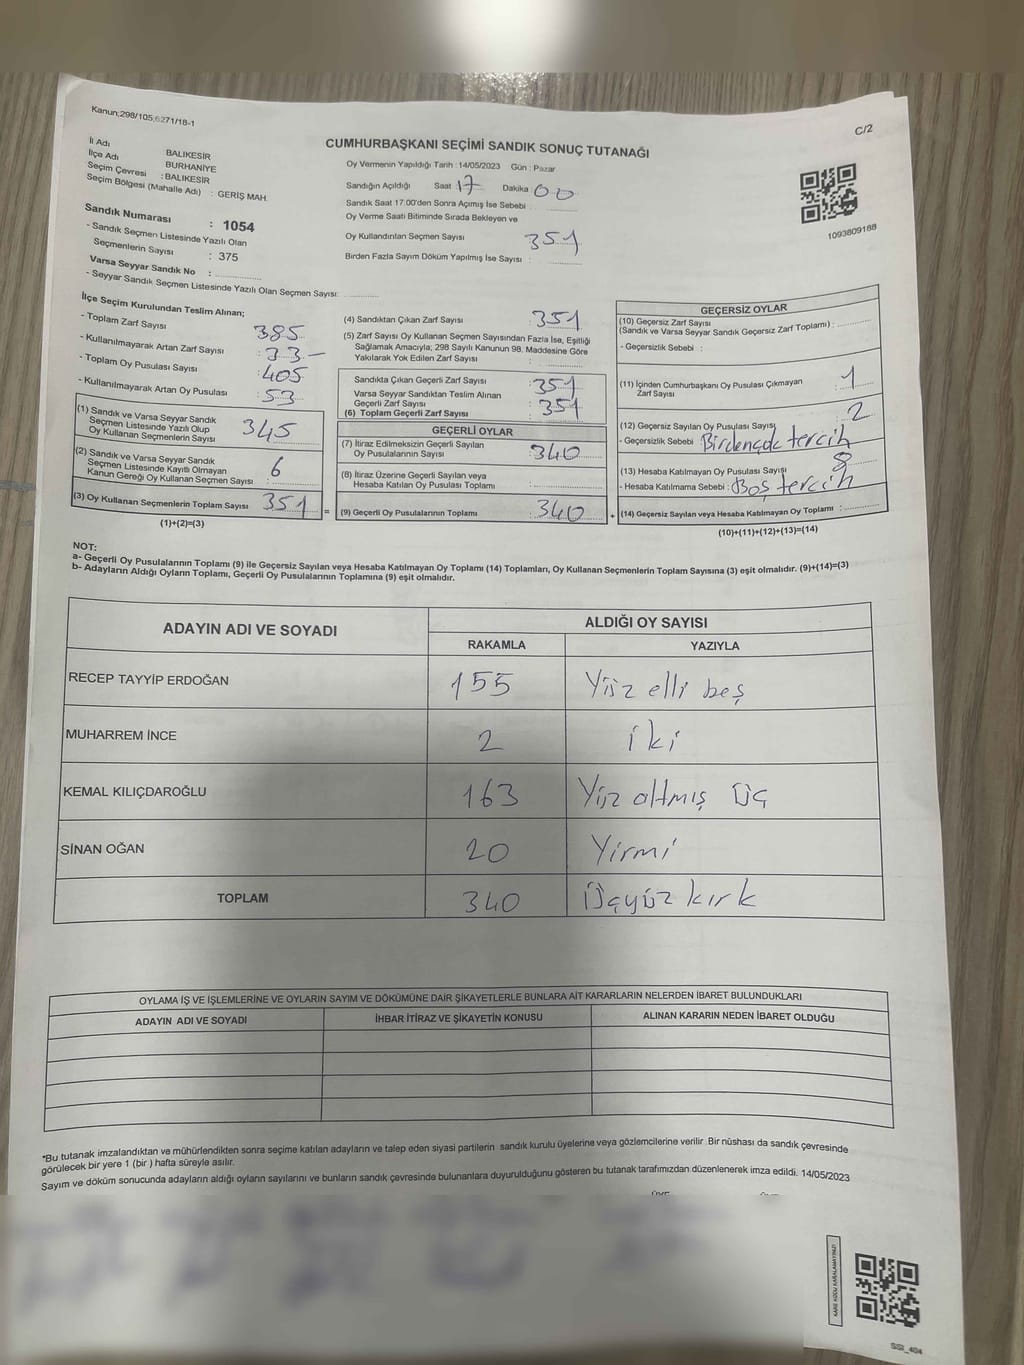 Kanun;298/105;6271/18-1
C/2
CUMHURBAŞKANI SEÇİMİ SANDIK SONUÇ TUTANAĞI
İl Adı BALIKESİR
İlçe Adı BURHANİYE
Seçim Çevresi : BALIKESİR
Seçim Bölgesi (Mahalle Adı) : GERİŞ MAH.
Sandık Numarası : 1054
- Sandık Seçmen Listesinde Yazılı Olan
Seçmenlerin Sayısı : 375
Varsa Seyyar Sandık No :
- Seyyar Sandık Seçmen Listesinde Yazılı Olan Seçmen Sayısı:
Oy Vermenin Yapıldığı Tarih : 14/05/2023 Gün : Pazar
Sandığın Açıldığı Saat 17 Dakika 00
Sandık Saat 17.00'den Sonra Açımış İse Sebebi :
Oy Verme Saati Bitiminde Sırada Bekleyen ve
Oy Kullandırılan Seçmen Sayısı 351
Birden Fazla Sayım Döküm Yapılmış İse Sayısı :
1093809188
İlçe Seçim Kurulundan Teslim Alınan;
- Toplam Zarf Sayısı 385
- Kullanılmayarak Artan Zarf Sayısı : 33-
- Toplam Oy Pusulası Sayısı : 405
- Kullanılmayarak Artan Oy Pusulası : 53
(1) Sandık ve Varsa Seyyar Sandık
Seçmen Listesinde Yazılı Olup
Oy Kullanan Seçmenlerin Sayısı 345
(2) Sandık ve Varsa Seyyar Sandık
Seçmen Listesinde Kayıtlı Olmayan
Kanun Gereği Oy Kullanan Seçmen Sayısı : 6
(3) Oy Kullanan Seçmenlerin Toplam Sayısı 351
(1)+(2)=(3)
(4) Sandıktan Çıkan Zarf Sayısı : 351
(5) Zarf Sayısı Oy Kullanan Seçmen Sayısından Fazla İse, Eşitliği
Sağlamak Amacıyla; 298 Sayılı Kanunun 98. Maddesine Göre
Yakılarak Yok Edilen Zarf Sayısı :
Sandıkta Çıkan Geçerli Zarf Sayısı : 351
Varsa Seyyar Sandıktan Teslim Alınan
Geçerli Zarf Sayısı
(6) Toplam Geçerli Zarf Sayısı : 351
GEÇERLİ OYLAR
(7) İtiraz Edilmeksizin Geçerli Sayılan
Oy Pusulalarının Sayısı : 340
(8) İtiraz Üzerine Geçerli Sayılan veya
Hesaba Katılan Oy Pusulası Toplamı :
= (9) Geçerli Oy Pusulalarının Toplamı : 340 +
GEÇERSİZ OYLAR
(10) Geçersiz Zarf Sayısı
(Sandık ve Varsa Seyyar Sandık Geçersiz Zarf Toplamı) :
- Geçersizlik Sebebi :
(11) İçinden Cumhurbaşkanı Oy Pusulası Çıkmayan
Zarf Sayısı 1
(12) Geçersiz Sayılan Oy Pusulası Sayısı 2
- Geçersizlik Sebebi Birdençok tercih
(13) Hesaba Katılmayan Oy Pusulası Sayısı 8
- Hesaba Katılmama Sebebi : Boş tercih
(14) Geçersiz Sayılan veya Hesaba Katılmayan Oy Toplamı :
(10)+(11)+(12)+(13)=(14)
NOT:
a- Geçerli Oy Pusulalarının Toplamı (9) ile Geçersiz Sayılan veya Hesaba Katılmayan Oy Toplamı (14) Toplamları, Oy Kullanan Seçmenlerin Toplam Sayısına (3) eşit olmalıdır. (9)+(14)=(3)
b- Adayların Aldığı Oyların Toplamı, Geçerli Oy Pusulalarının Toplamına (9) eşit olmalıdır.
ADAYIN ADI VE SOYADI ALDIĞI OY SAYISI
RAKAMLA YAZIYLA
RECEP TAYYİP ERDOĞAN 155 Yüz elli beş
MUHARREM İNCE 2 iki
KEMAL KILIÇDAROĞLU 163 Yüz altmış üç
SİNAN OĞAN 20 Yirmi
TOPLAM 340 Üçyüz kırk
OYLAMA İŞ VE İŞLEMLERİNE VE OYLARIN SAYIM VE DÖKÜMÜNE DAİR ŞİKAYETLERLE BUNLARA AİT KARARLARIN NELERDEN İBARET BULUNDUKLARI
ADAYIN ADI VE SOYADI İHBAR İTİRAZ VE ŞİKAYETİN KONUSU ALINAN KARARIN NEDEN İBARET OLDUĞU
*Bu tutanak imzalandıktan ve mühürlendikten sonra seçime katılan adayların ve talep eden siyasi partilerin sandık kurulu üyelerine veya gözlemcilerine verilir. Bir nüshası da sandık çevresinde
görülecek bir yere 1 (bir ) hafta süreyle asılır.
Sayım ve döküm sonucunda adayların aldığı oyların sayılarını ve bunların sandık çevresinde bulunanlara duyurulduğunu gösteren bu tutanak tarafımızdan düzenlenerek imza edildi. 14/05/2023
SSI_404